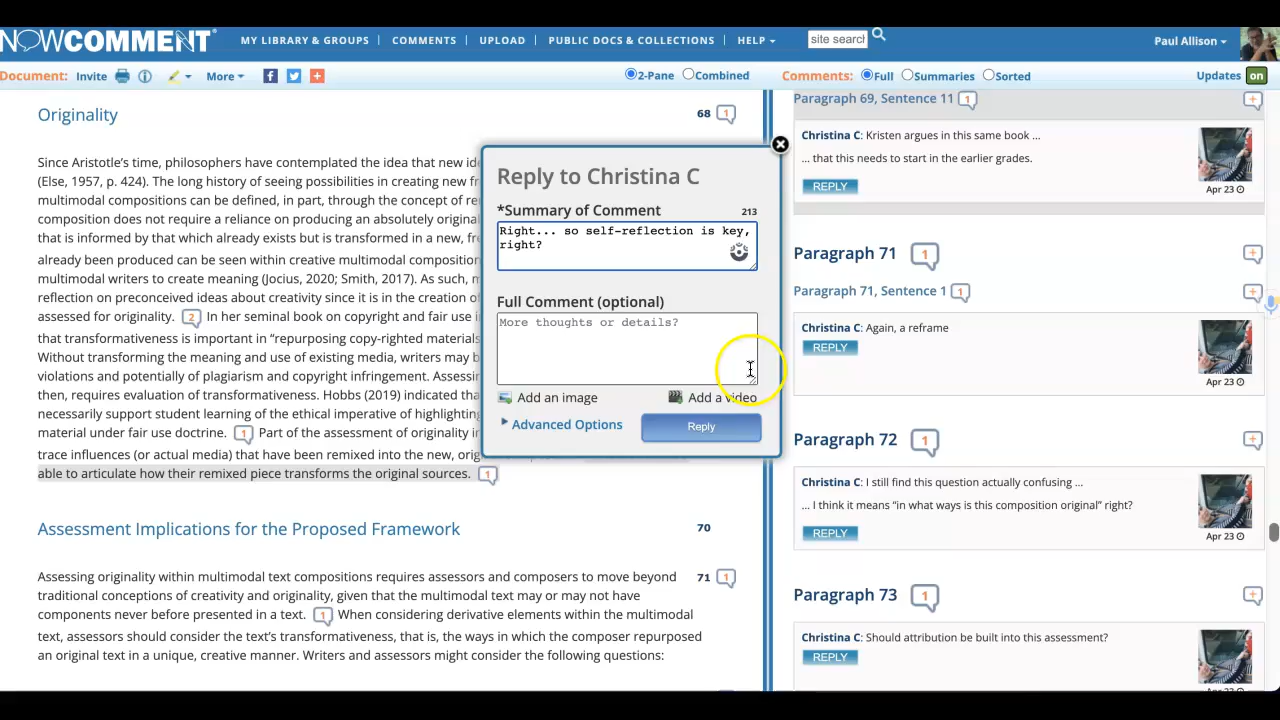 NOWCOMMENT®
MY LIBRARY & GROUPS | COMMENTS | UPLOAD | PUBLIC DOCS & COLLECTIONS | HELP
site search
Paul Allison
Document: Invite More
2-Pane Combined
Comments: Full Summaries Sorted
Updates on
Originality
68 1
Since Aristotle's time, philosophers have contemplated the idea that new ide
(Else, 1957, p. 424). The long history of seeing possibilities in creating new fr
multimodal compositions can be defined, in part, through the concept of re
composition does not require a reliance on producing an absolutely original
that is informed by that which already exists but is transformed in a new, fre
already been produced can be seen within creative multimodal composition
multimodal writers to create meaning (Jocius, 2020; Smith, 2017). As such, m
reflection on preconceived ideas about creativity since it is in the creation of
assessed for originality. 2 In her seminal book on copyright and fair use i
that transformativeness is important in "repurposing copy-righted materials
Without transforming the meaning and use of existing media, writers may b
violations and potentially of plagiarism and copyright infringement. Assessin
then, requires evaluation of transformativeness. Hobbs (2019) indicated that
necessarily support student learning of the ethical imperative of highlighting
material under fair use doctrine. 1 Part of the assessment of originality in
trace influences (or actual media) that have been remixed into the new, orig
able to articulate how their remixed piece transforms the original sources. 1
Assessment Implications for the Proposed Framework
70
Assessing originality within multimodal text compositions requires assessors and composers to move beyond
71 1
traditional conceptions of creativity and originality, given that the multimodal text may or may not have
components never before presented in a text. 1 When considering derivative elements within the multimodal
text, assessors should consider the text's transformativeness, that is, the ways in which the composer repurposed
an original text in a unique, creative manner. Writers and assessors might consider the following questions:
Reply to Christina C
*Summary of Comment 213
Right... so self-reflection is key,
right?
Full Comment (optional)
More thoughts or details?
Add an image Add a video
Advanced Options Reply
Paragraph 69, Sentence 11 1
Christina C: Kristen argues in this same book ...
... that this needs to start in the earlier grades.
REPLY
Apr 23
Paragraph 71 1
Paragraph 71, Sentence 1 1
Christina C: Again, a reframe
REPLY
Apr 23
Paragraph 72 1
Christina C: I still find this question actually confusing ...
... I think it means "in what ways is this composition original" right?
REPLY
Apr 23
Paragraph 73 1
Christina C: Should attribution be built into this assessment?
REPLY
Apr 23